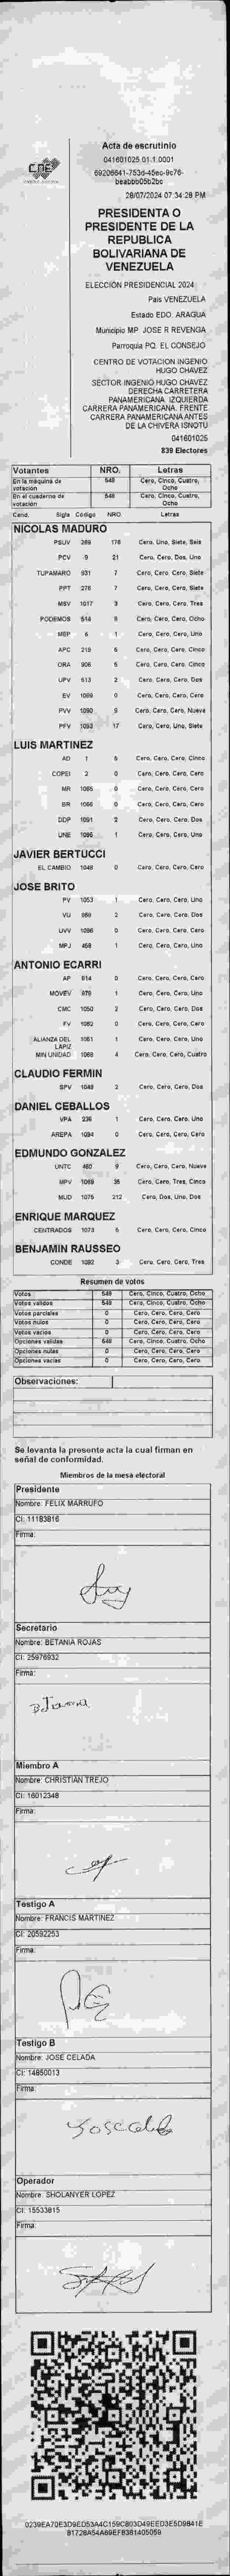 CNE
Acta de escrutinio
041601025.01.1.0001
28/07/2024 07:34:28 PM
PRESIDENTA O
PRESIDENTE DE LA
REPUBLICA
BOLIVARIANA DE
VENEZUELA
ELECCIÓN PRESIDENCIAL 2024
País VENEZUELA
Estado EDO. ARAGUA
Municipio MP. JOSE R REVENGA
Parroquia PQ. EL CONSEJO
CENTRO DE VOTACION INGENIO
HUGO CHAVEZ
SECTOR INGENIO HUGO CHAVEZ
DERECHA CARRETERA
PANAMERICANA. IZQUIERDA
CARRERA PANAMERICANA. FRENTE
CARRERA PANAMERICANA ANTES
DE LA CHIVERA ISNOTU
041601025
839 Electores
Votantes NRO. Letras
En la máquina de votación 548 Cero, Cinco, Cuatro, Ocho
En el cuaderno de votación 548 Cero, Cinco, Cuatro, Ocho
Cand. Sigla Código NRO. Letras
NICOLAS MADURO
PSUV 269 176 Cero, Uno, Siete, Seis
PCV 9 21 Cero, Cero, Dos, Uno
TUPAMARO 931 7 Cero, Cero, Cero, Siete
PPT 276 7 Cero, Cero, Cero, Siete
MSV 1017 3 Cero, Cero, Cero, Tres
PODEMOS 514 8 Cero, Cero, Cero, Ocho
MEP 6 1 Cero, Cero, Cero, Uno
APC 219 5 Cero, Cero, Cero, Cinco
ORA 906 5 Cero, Cero, Cero, Cinco
UPV 613 2 Cero, Cero, Cero, Dos
EV 1089 0 Cero, Cero, Cero, Cero
PVV 1090 9 Cero, Cero, Cero, Nueve
PFV 1093 17 Cero, Cero, Uno, Siete
LUIS MARTINEZ
AD 1 5 Cero, Cero, Cero, Cinco
COPEI 2 0 Cero, Cero, Cero, Cero
MR 1065 0 Cero, Cero, Cero, Cero
BR 1066 0 Cero, Cero, Cero, Cero
DDP 1091 2 Cero, Cero, Cero, Dos
UNE 1095 1 Cero, Cero, Cero, Uno
JAVIER BERTUCCI
EL CAMBIO 1048 0 Cero, Cero, Cero, Cero
JOSE BRITO
PV 1053 1 Cero, Cero, Cero, Uno
VU 959 2 Cero, Cero, Cero, Dos
UVV 1096 0 Cero, Cero, Cero, Cero
MPJ 459 1 Cero, Cero, Cero, Uno
ANTONIO ECARRI
AP 914 0 Cero, Cero, Cero, Cero
MOVEV 979 1 Cero, Cero, Cero, Uno
CMC 1050 2 Cero, Cero, Cero, Dos
FV 1082 0 Cero, Cero, Cero, Cero
ALIANZA DEL LAPIZ 1051 1 Cero, Cero, Cero, Uno
MIN UNIDAD 1068 4 Cero, Cero, Cero, Cuatro
CLAUDIO FERMIN
SPV 1049 2 Cero, Cero, Cero, Dos
DANIEL CEBALLOS
VPA 236 1 Cero, Cero, Cero, Uno
AREPA 1094 0 Cero, Cero, Cero, Cero
EDMUNDO GONZALEZ
UNTC 460 9 Cero, Cero, Cero, Nueve
MPV 1069 35 Cero, Cero, Tres, Cinco
MUD 1075 212 Cero, Dos, Uno, Dos
ENRIQUE MARQUEZ
CENTRADOS 1073 5 Cero, Cero, Cero, Cinco
BENJAMIN RAUSSEO
CONDE 1092 3 Cero, Cero, Cero, Tres
Resumen de votos
Votos 548 Cero, Cinco, Cuatro, Ocho
Votos válidos 548 Cero, Cinco, Cuatro, Ocho
Votos parciales 0 Cero, Cero, Cero, Cero
Votos nulos 0 Cero, Cero, Cero, Cero
Votos vacíos 0 Cero, Cero, Cero, Cero
Opciones válidas 548 Cero, Cinco, Cuatro, Ocho
Opciones nulas 0 Cero, Cero, Cero, Cero
Opciones vacías 0 Cero, Cero, Cero, Cero
Observaciones:
Se levanta la presente acta la cual firman en
señal de conformidad.
Miembros de la mesa electoral
Presidente
Nombre: FELIX MARRUFO
CI: 11183816
Firma:
Secretario
Nombre: BETANIA ROJAS
CI: 25976932
Firma:
Betania
Miembro A
Nombre: CHRISTIAN TREJO
CI: 16012348
Firma:
Testigo A
Nombre: FRANCIS MARTINEZ
CI: 20592253
Firma:
Testigo B
Nombre: JOSE CELADA
CI: 14850013
Firma:
Operador
Nombre: SHOLANYER LOPEZ
CI: 15533815
Firma: